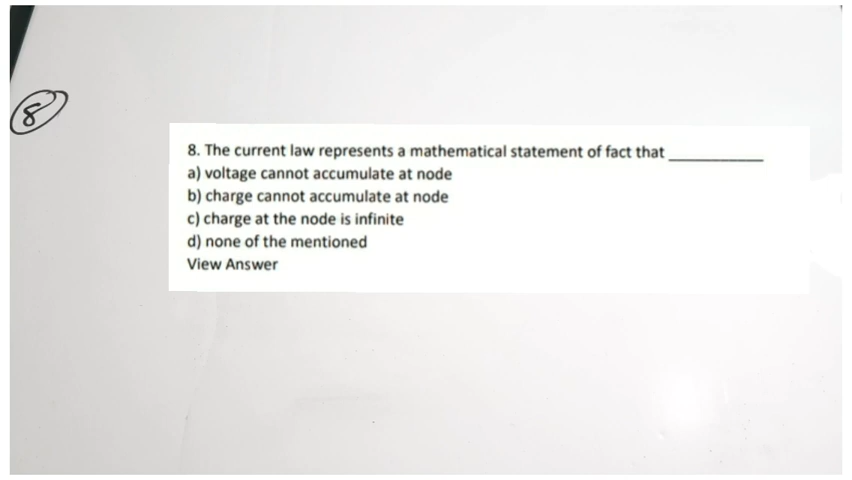 8
8. The current law represents a mathematical statement of fact that ____________
a) voltage cannot accumulate at node
b) charge cannot accumulate at node
c) charge at the node is infinite
d) none of the mentioned
View Answer